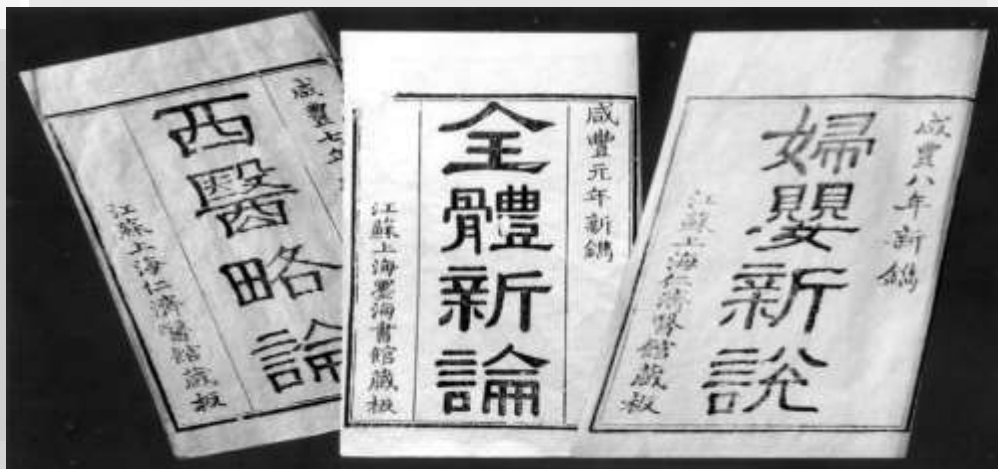 咸豐七年
西醫略論
江蘇上海仁濟醫館藏板
咸豐元年新鐫
全體新論
江蘇上海墨海書館藏板
咸豐八年新鐫
婦嬰新說
江蘇上海仁濟醫館藏板